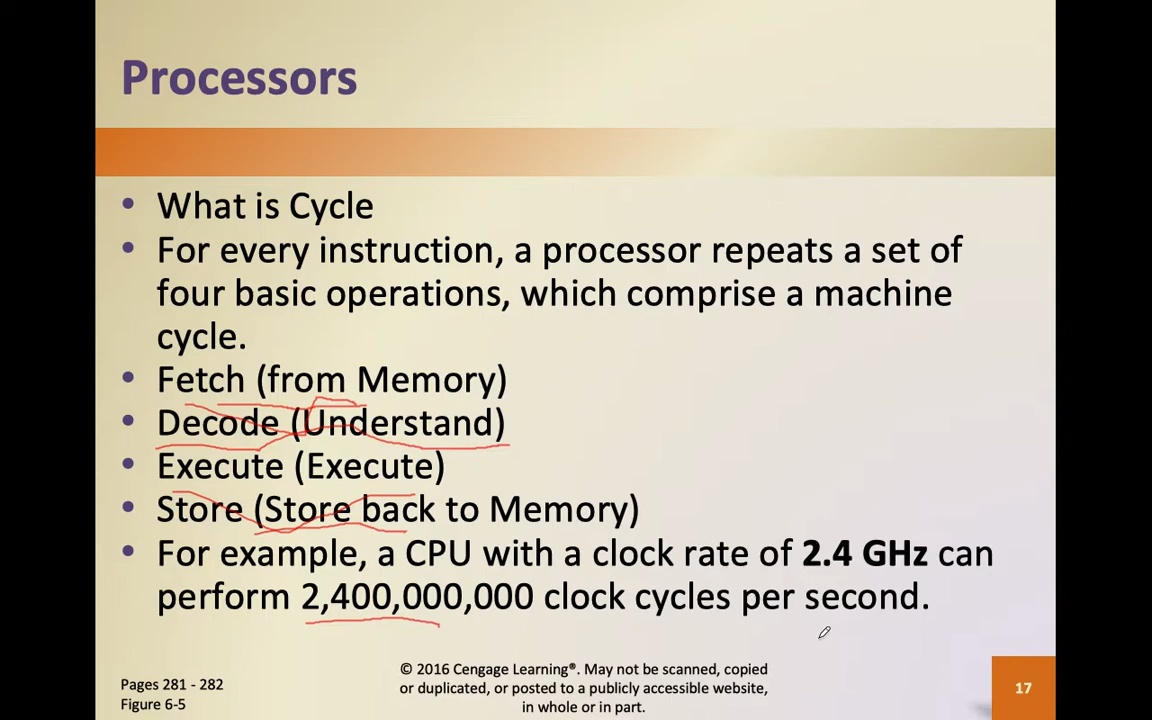 Processors
• What is Cycle
• For every instruction, a processor repeats a set of
four basic operations, which comprise a machine
cycle.
• Fetch (from Memory)
• Decode (Understand)
• Execute (Execute)
• Store (Store back to Memory)
• For example, a CPU with a clock rate of 2.4 GHz can
perform 2,400,000,000 clock cycles per second.
Pages 281 - 282
Figure 6-5
© 2016 Cengage Learning®. May not be scanned, copied
or duplicated, or posted to a publicly accessible website,
in whole or in part.
17